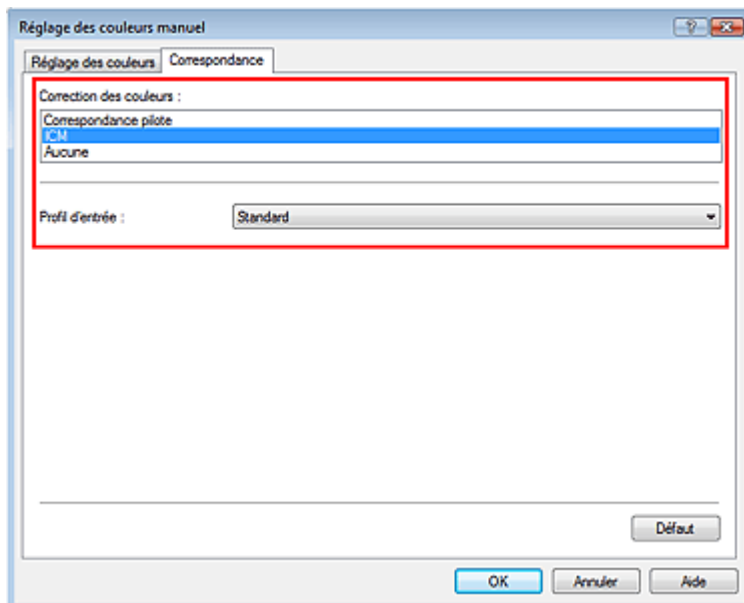 Réglage des couleurs manuel
Réglage des couleurs Correspondance
Correction des couleurs :
Correspondance pilote
ICM
Aucune
Profil d'entrée : Standard
Défaut
OK Annuler Aide